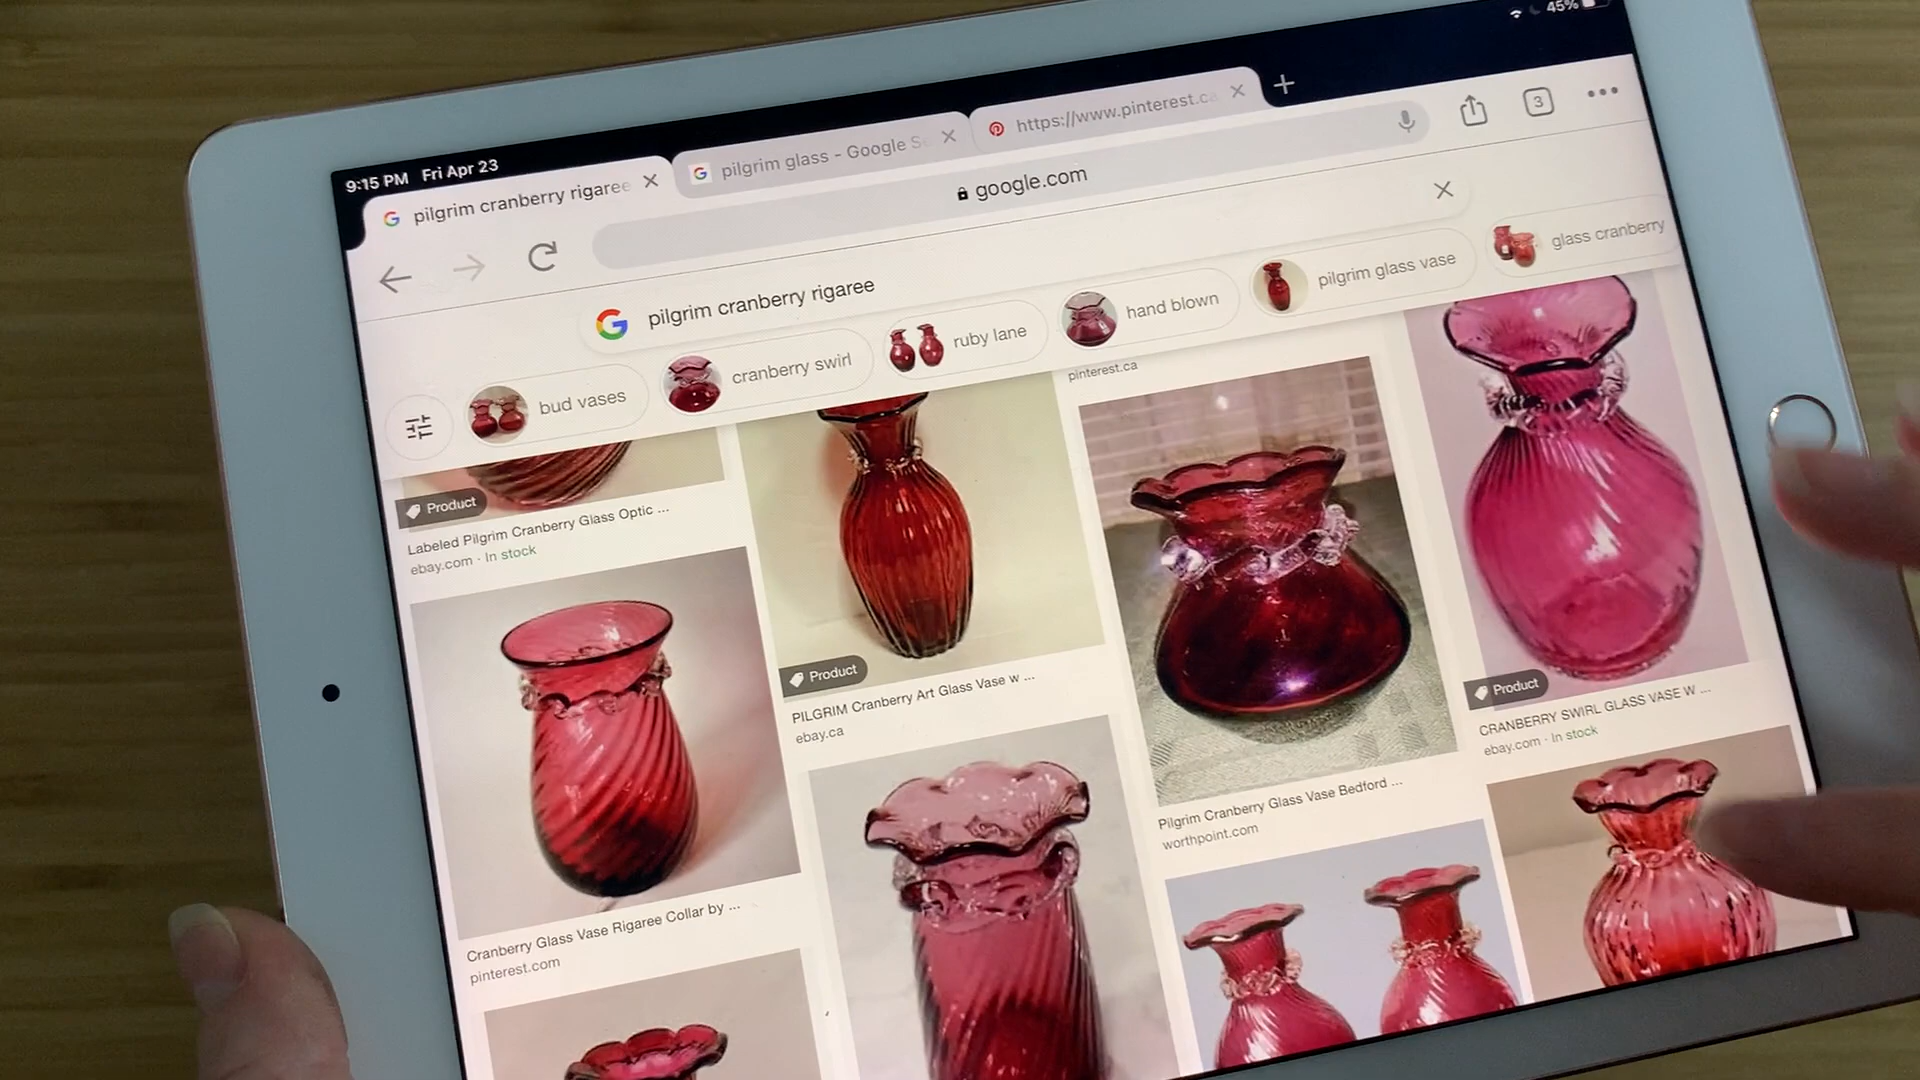 9:15 PM Fri Apr 23
45%
pilgrim cranberry rigaree
pilgrim glass - Google S
https://www.pinterest.ca
3
google.com
pilgrim cranberry rigaree
bud vases
cranberry swirl
ruby lane
hand blown
pilgrim glass vase
glass cranberry
Product
Labeled Pilgrim Cranberry Glass Optic ...
ebay.com · In stock
Product
PILGRIM Cranberry Art Glass Vase w ...
ebay.ca
pinterest.ca
Pilgrim Cranberry Glass Vase Bedford ...
worthpoint.com
Product
CRANBERRY SWIRL GLASS VASE W ...
ebay.com · In stock
Cranberry Glass Vase Rigaree Collar by ...
pinterest.com